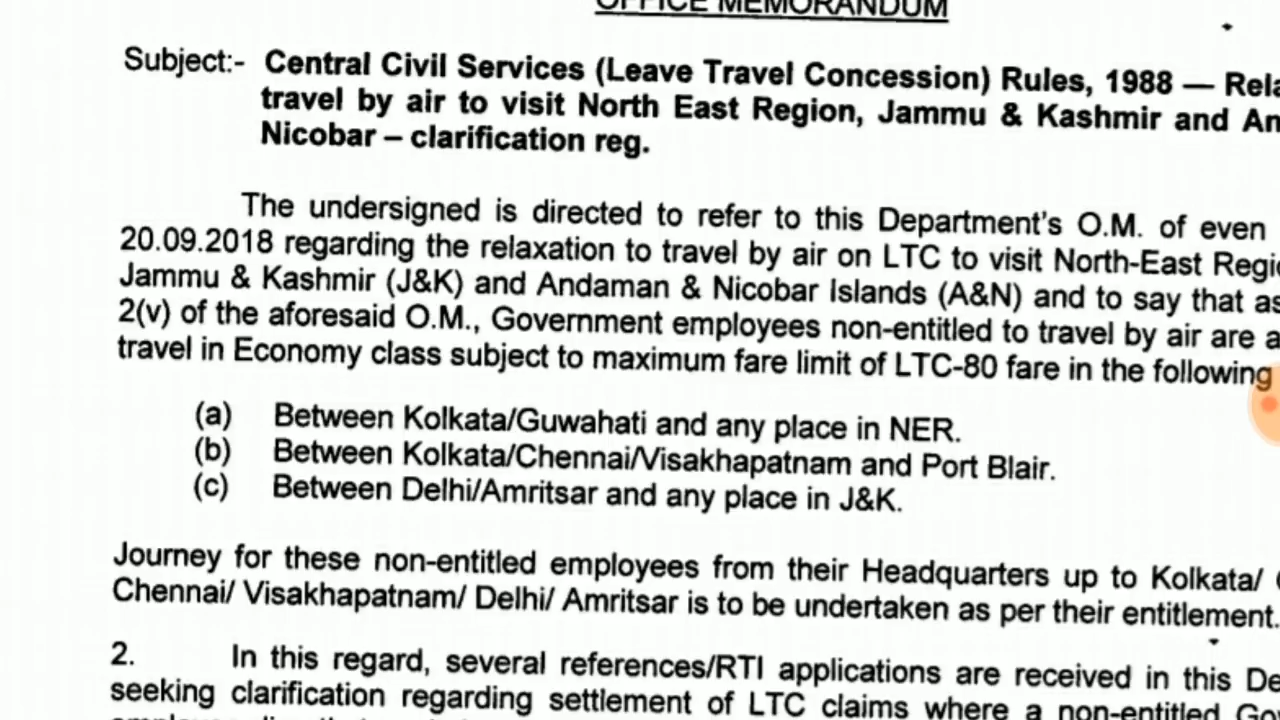 OFFICE MEMORANDUM
Subject:- Central Civil Services (Leave Travel Concession) Rules, 1988 — Rela
travel by air to visit North East Region, Jammu & Kashmir and An
Nicobar – clarification reg.
The undersigned is directed to refer to this Department's O.M. of even
20.09.2018 regarding the relaxation to travel by air on LTC to visit North-East Regi
Jammu & Kashmir (J&K) and Andaman & Nicobar Islands (A&N) and to say that as
2(v) of the aforesaid O.M., Government employees non-entitled to travel by air are a
travel in Economy class subject to maximum fare limit of LTC-80 fare in the following
(a) Between Kolkata/Guwahati and any place in NER.
(b) Between Kolkata/Chennai/Visakhapatnam and Port Blair.
(c) Between Delhi/Amritsar and any place in J&K.
Journey for these non-entitled employees from their Headquarters up to Kolkata/
Chennai/ Visakhapatnam/ Delhi/ Amritsar is to be undertaken as per their entitlement.
2. In this regard, several references/RTI applications are received in this De
seeking clarification regarding settlement of LTC claims where a non-entitled Gov